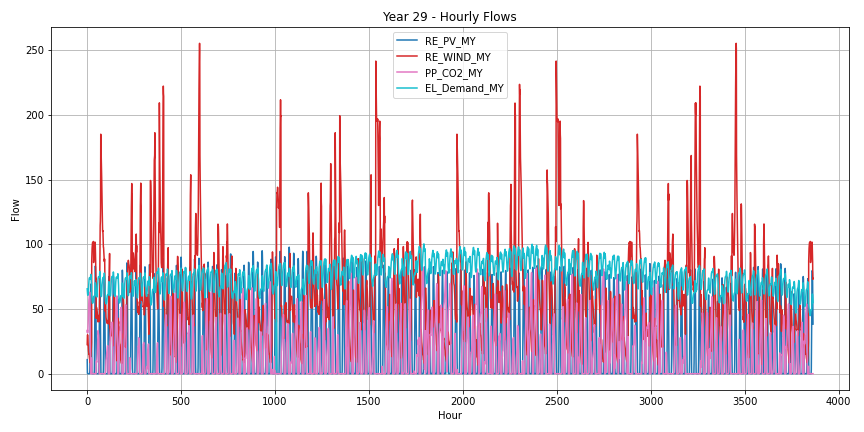 Year 29 - Hourly Flows
RE_PV_MY
RE_WIND_MY
PP_CO2_MY
EL_Demand_MY
250
200
150
100
50
0
Flow
0 500 1000 1500 2000 2500 3000 3500 4000
Hour